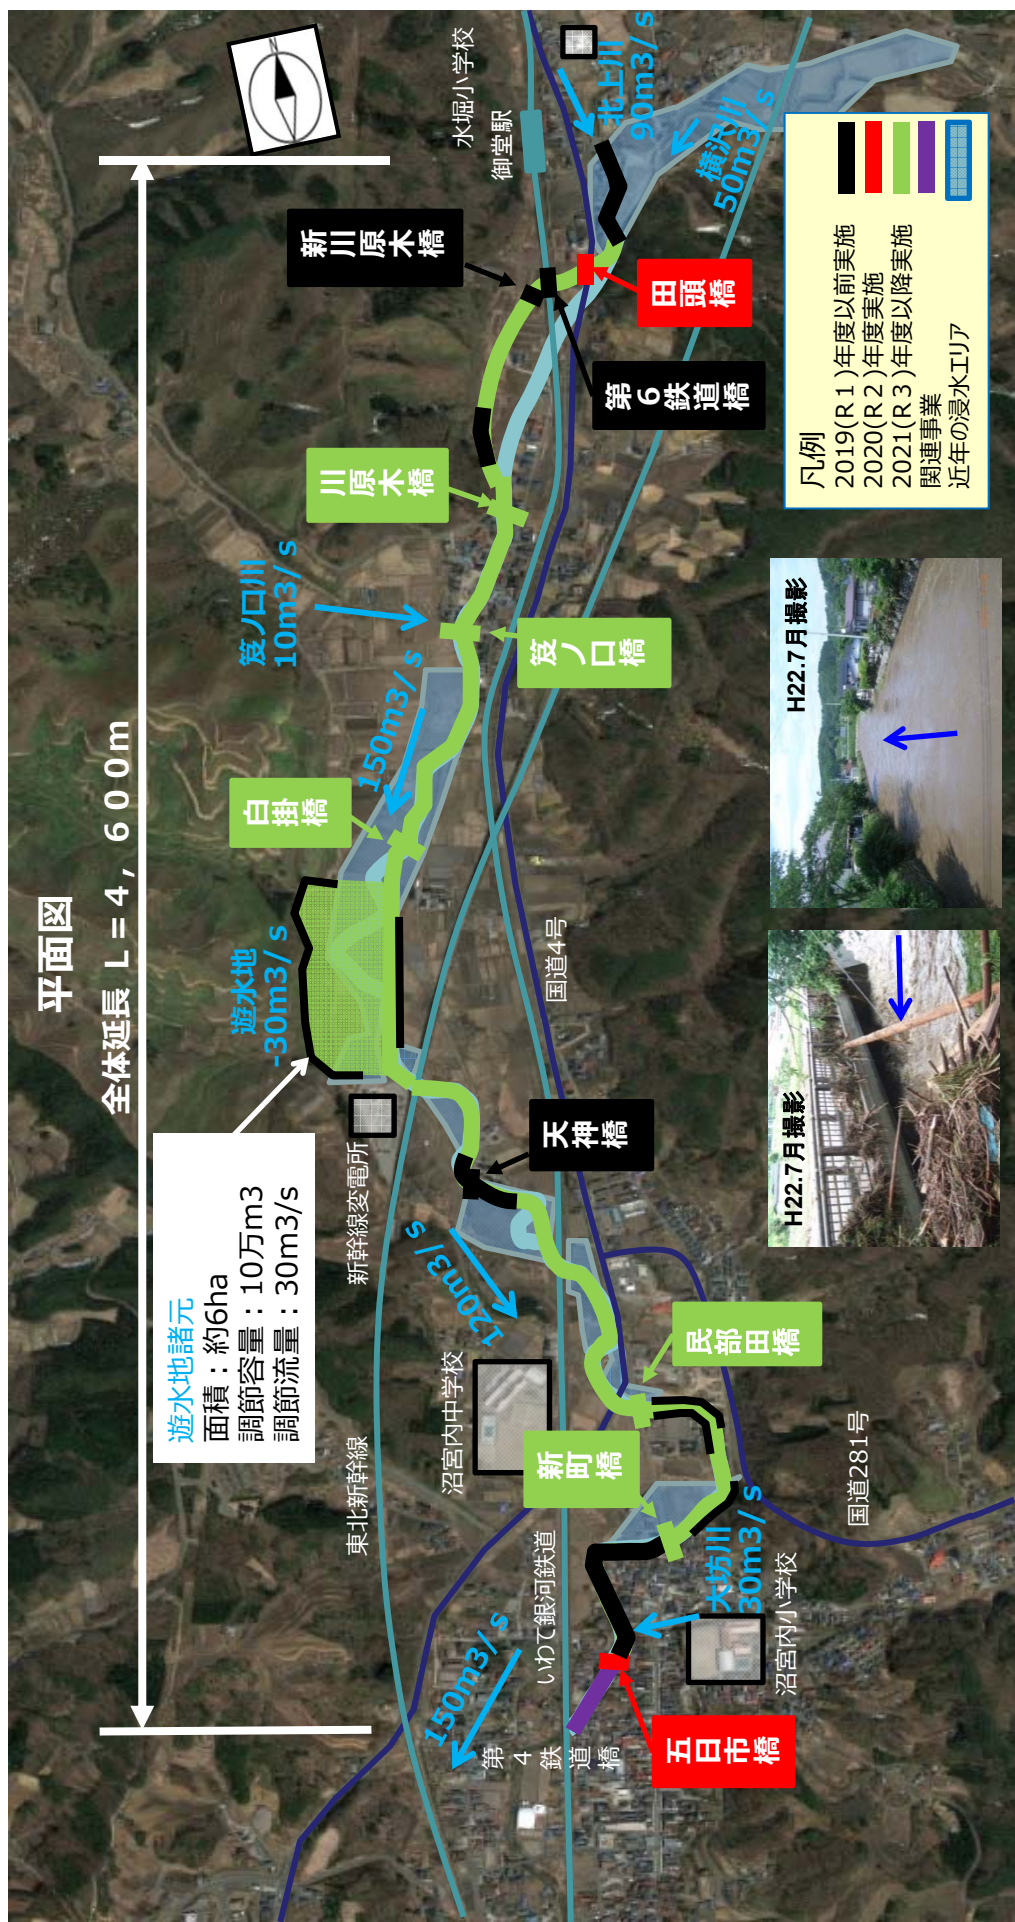 平面図
全体延長 L＝4，600m
N
水堀小学校
御堂駅
北上川
90m3/s
横沢川
50m3/s
新川原木橋
田頭橋
第6鉄道橋
川原木橋
笈ノ口川
10m3/s
笈ノ口橋
150m3/s
白掛橋
遊水地
-30m3/s
国道4号
遊水地諸元
面積：約6ha
調節容量：10万m3
調節流量：30m3/s
新幹線変電所
天神橋
120m3/s
沼宮内中学校
民部田橋
新町橋
東北新幹線
いわて銀河鉄道
国道281号
大坊川
30m3/s
沼宮内小学校
150m3/s
第4鉄道橋
五日市橋
凡例
2019(R1)年度以前実施
2020(R2)年度実施
2021(R3)年度以降実施
関連事業
近年の浸水エリア
H22.7月撮影
H22.7月撮影